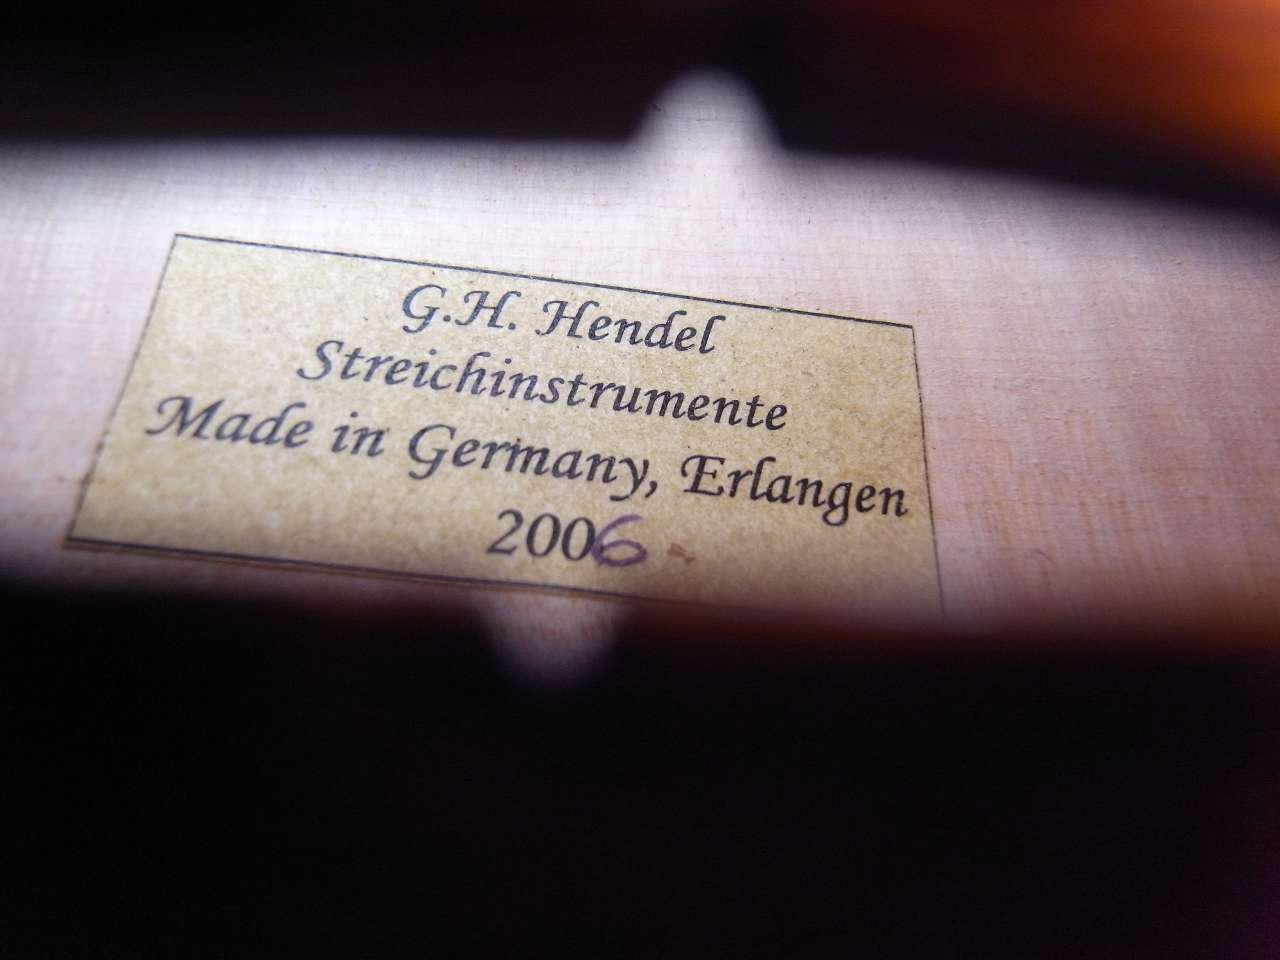 G.H. Hendel
Streichinstrumente
Made in Germany, Erlangen
2006